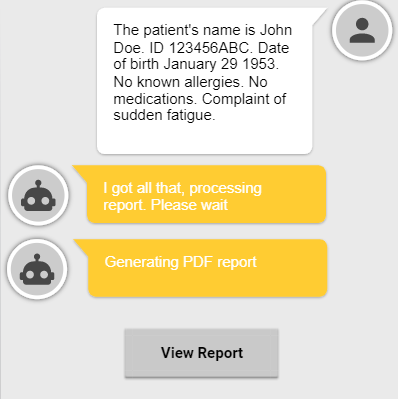 The patient's name is John
Doe. ID 123456ABC. Date
of birth January 29 1953.
No known allergies. No
medications. Complaint of
sudden fatigue.
I got all that, processing
report. Please wait
Generating PDF report
View Report